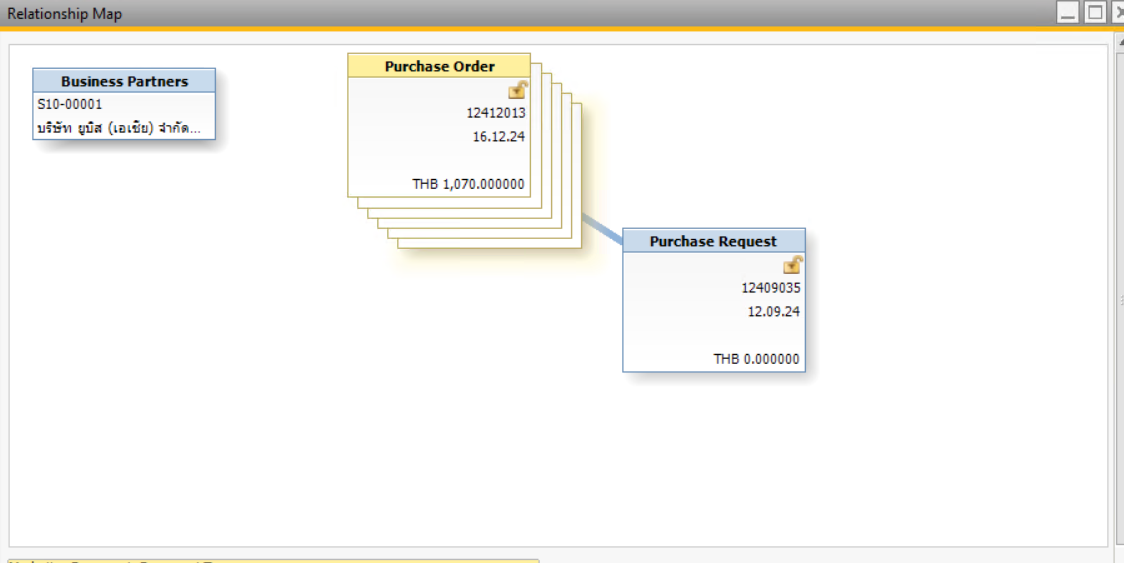 Relationship Map
Business Partners
S10-00001
บริษัท ยูบิส (เอเชีย) จำกัด...
Purchase Order
12412013
16.12.24
THB 1,070.000000
Purchase Request
12409035
12.09.24
THB 0.000000